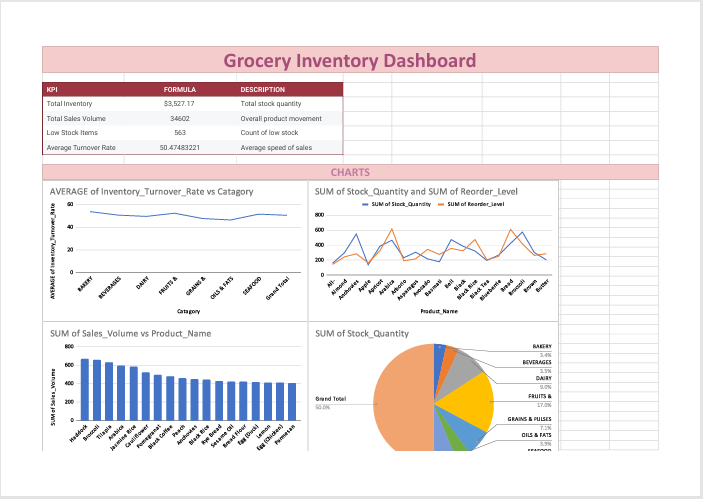 Grocery Inventory Dashboard
KPI FORMULA DESCRIPTION
Total Inventory $3,527.17 Total stock quantity
Total Sales Volume 34602 Overall product movement
Low Stock Items 563 Count of low stock
Average Turnover Rate 50.47483221 Average speed of sales
CHARTS
AVERAGE of Inventory_Turnover_Rate vs Catagory
AVERAGE of Inventory_Turnover_Rate
60
40
20
0
BAKERY
BEVERAGES
DAIRY
FRUITS &
GRAINS &
OILS & FATS
SEAFOOD
Grand Total
Catagory
SUM of Stock_Quantity and SUM of Reorder_Level
SUM of Stock_Quantity SUM of Reorder_Level
800
600
400
200
0
All-
Almond
Anchovies
Apple
Apricot
Arabica
Arborio
Asparagus
Avocado
Basmati
Bell
Black
Black Rice
Black Tea
Blueberrie
Bread
Broccoli
Brown
Butter
Product_Name
SUM of Sales_Volume vs Product_Name
SUM of Sales_Volume
800
600
400
200
0
Haddock
Broccoli
Tilapia
Arabica
Jasmine Rice
Cauliflower
Pomegranat
Black Coffee
Peach
Anchovies
Black Rice
Rye Bread
Sesame Oil
Bread Flour
Egg (Duck)
Lemon
Egg (Chicken)
Parmesan
SUM of Stock_Quantity
BAKERY
3.4%
BEVERAGES
3.5%
DAIRY
9.0%
FRUITS &
17.0%
GRAINS & PULSES
7.1%
OILS & FATS
3.9%
SEAFOOD
Grand Total
50.0%